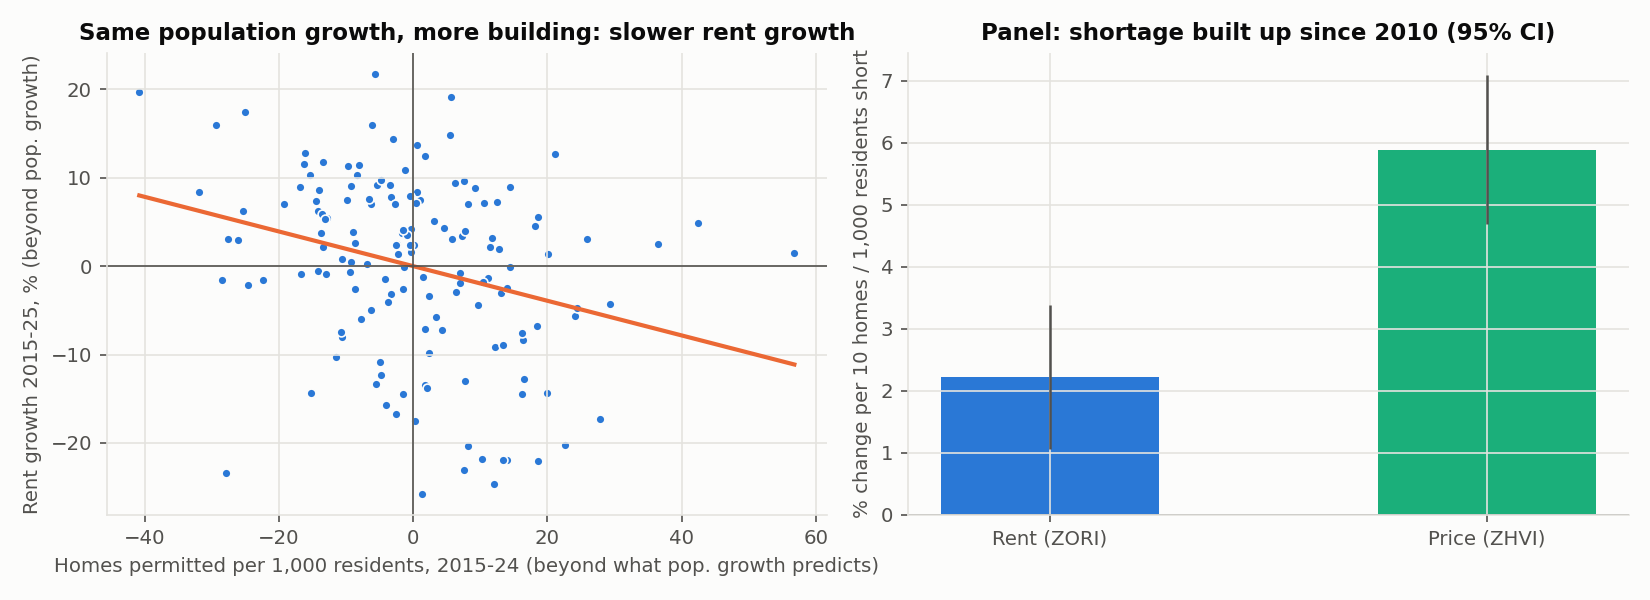 Same population growth, more building: slower rent growth
Rent growth 2015-25, % (beyond pop. growth)
20
10
0
−10
−20
−40
−20
0
20
40
60
Homes permitted per 1,000 residents, 2015-24 (beyond what pop. growth predicts)
Panel: shortage built up since 2010 (95% CI)
% change per 10 homes / 1,000 residents short
7
6
5
4
3
2
1
0
Rent (ZORI)
Price (ZHVI)